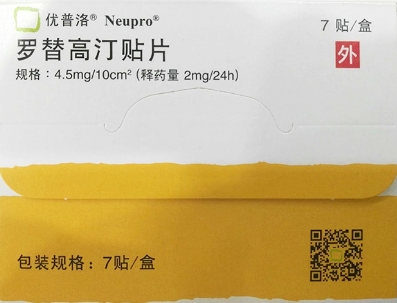 优普洛® Neupro®
7 贴/盒
罗替高汀贴片
外
规格：4.5mg/10cm² (释药量 2mg/24h)
包装规格：7贴/盒